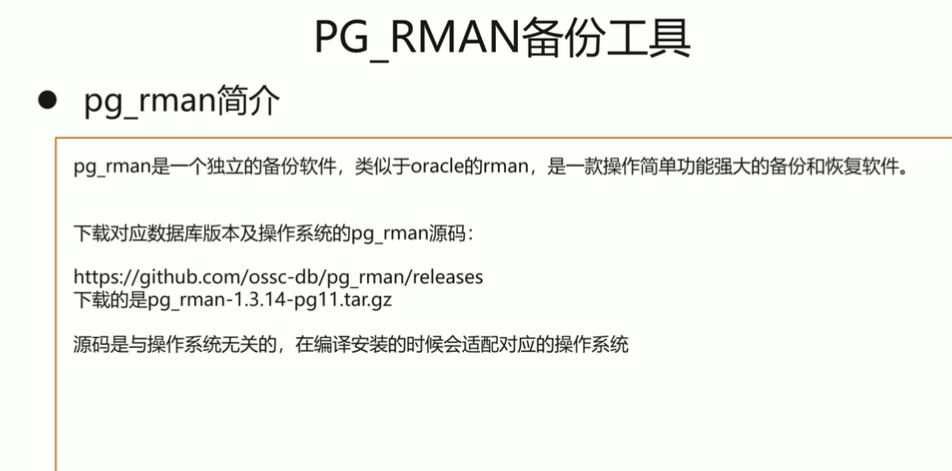 PG_RMAN备份工具
● pg_rman简介
pg_rman是一个独立的备份软件，类似于oracle的rman，是一款操作简单功能强大的备份和恢复软件。
下载对应数据库版本及操作系统的pg_rman源码：
https://github.com/ossc-db/pg_rman/releases
下载的是pg_rman-1.3.14-pg11.tar.gz
源码是与操作系统无关的，在编译安装的时候会适配对应的操作系统